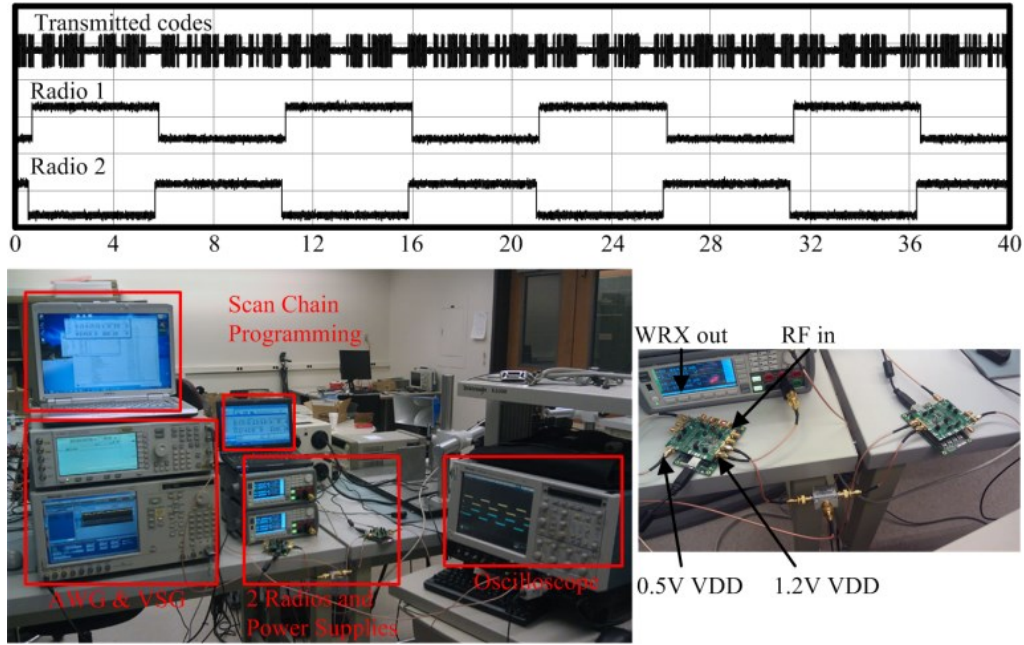 Transmitted codes
Radio 1
Radio 2
0 4 8 12 16 20 24 28 32 36 40
Scan Chain
Programming
AWG & VSG
2 Radios and
Power Supplies
Oscilloscope
WRX out
RF in
0.5V VDD
1.2V VDD